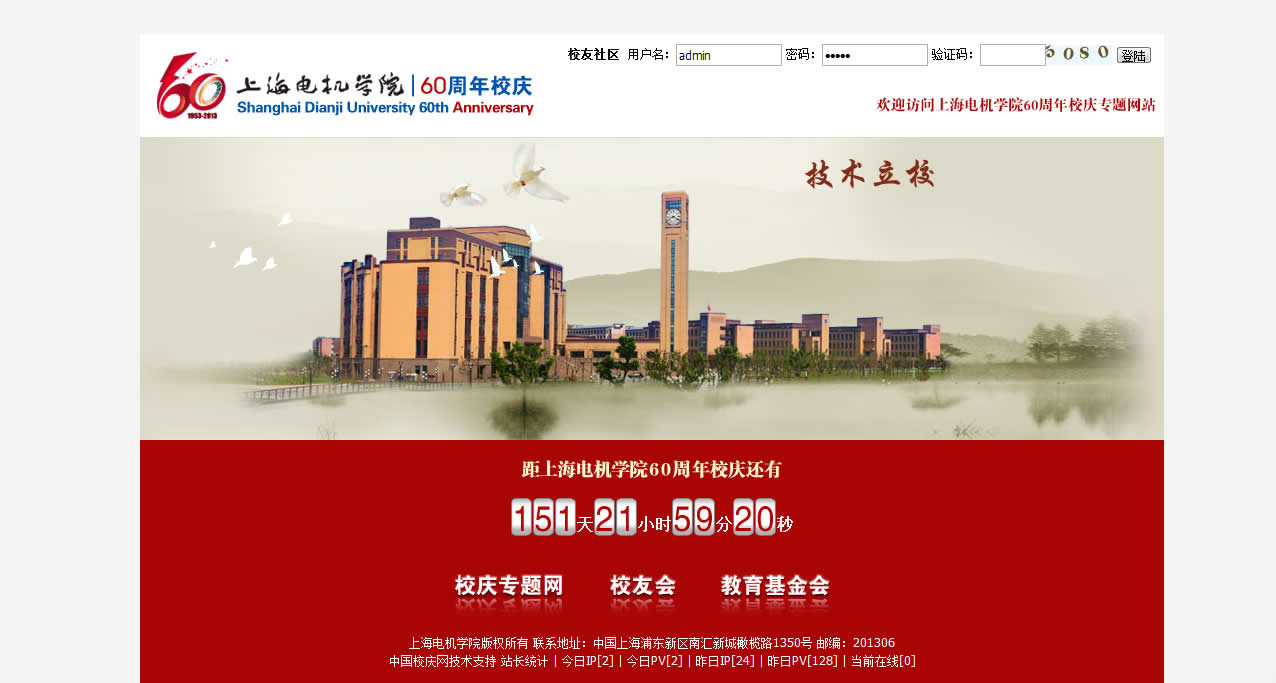 校友社区 用户名： admin 密码： ••••• 验证码： 5080 登陆
60 上海电机学院 | 60周年校庆
Shanghai Dianji University 60th Anniversary
1953-2013
欢迎访问上海电机学院60周年校庆专题网站
技术立校
距上海电机学院60周年校庆还有
151天21小时59分20秒
校庆专题网 校友会 教育基金会
上海电机学院版权所有 联系地址：中国上海浦东新区南汇新城橄榄路1350号 邮编：201306
中国校庆网技术支持 站长统计 | 今日IP[2] | 今日PV[2] | 昨日IP[24] | 昨日PV[128] | 当前在线[0]